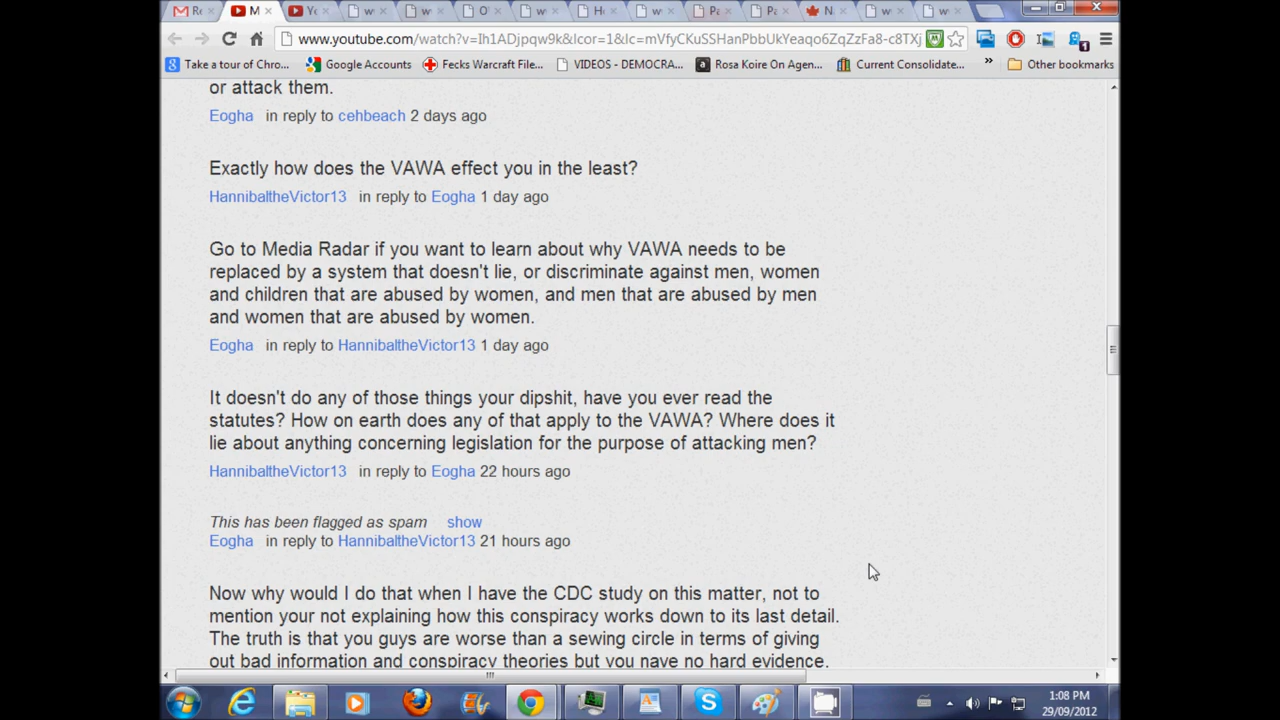 Re
M
Yo
w
w
O
w
He
w
Pa
Pa
N
w
w
www.youtube.com/watch?v=Ih1ADjpqw9k&lcor=1&lc=mVfyCKuSSHanPbbUkYeaqo6ZqZzFa8-c8TXj
1
Take a tour of Chro...
Google Accounts
Fecks Warcraft File...
VIDEOS - DEMOCRA...
Rosa Koire On Agen...
Current Consolidate...
»
Other bookmarks
or attack them.
Eogha in reply to cehbeach 2 days ago
Exactly how does the VAWA effect you in the least?
HannibaltheVictor13 in reply to Eogha 1 day ago
Go to Media Radar if you want to learn about why VAWA needs to be
replaced by a system that doesn't lie, or discriminate against men, women
and children that are abused by women, and men that are abused by men
and women that are abused by women.
Eogha in reply to HannibaltheVictor13 1 day ago
It doesn't do any of those things your dipshit, have you ever read the
statutes? How on earth does any of that apply to the VAWA? Where does it
lie about anything concerning legislation for the purpose of attacking men?
HannibaltheVictor13 in reply to Eogha 22 hours ago
This has been flagged as spam show
Eogha in reply to HannibaltheVictor13 21 hours ago
Now why would I do that when I have the CDC study on this matter, not to
mention your not explaining how this conspiracy works down to its last detail.
The truth is that you guys are worse than a sewing circle in terms of giving
out bad information and conspiracy theories but you have no hard evidence.
1:08 PM
29/09/2012